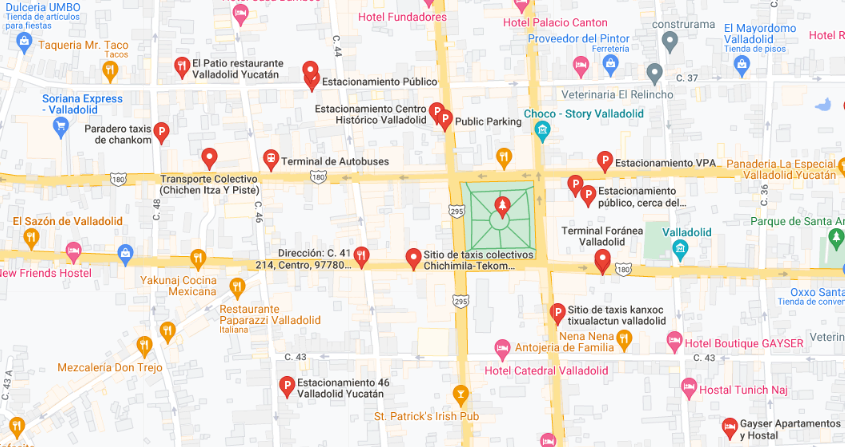 Dulceria UMBO
Tienda de artículos
para fiestas
Hotel Fundadores
Hotel Palacio Canton
construrama
El Mayordomo
Valladolid
Tienda de pisos
Hotel R
Taqueria Mr. Taco
Tacos
C. 44
Proveedor del Pintor
Ferretería
El Patio restaurante
Valladolid Yucatán
Estacionamiento Público
C. 37
Veterinaria El Relincho
Soriana Express
- Valladolid
Estacionamiento Centro
Histórico Valladolid
Public Parking
Choco - Story Valladolid
Paradero taxis
de chankom
Terminal de Autobuses
Estacionamiento VPA
Panadería La Especial
Valladolid Yucatán
Transporte Colectivo
(Chichen Itza Y Piste)
180
180
C. 48
C. 46
C. 36
295
Estacionamiento
público, cerca del...
El Sazón de Valladolid
Terminal Foránea
Valladolid
Valladolid
Parque de Santa An
New Friends Hostel
Dirección: C. 41
214, Centro, 97780...
Sitio de taxis colectivos
Chichimila-Tekom...
180
Yakunaj Cocina
Mexicana
Oxxo Santa
Tienda de conven
295
Restaurante
Paparazzi Valladolid
Italiana
Sitio de taxis kanxoc
tixualactun valladolid
Nena Nena
Antojeria de Familia
Hotel Boutique GAYSER
Veterin
C. 43
C. 43
Mezcaleria Don Trejo
Hotel Catedral Valladolid
C. 43 A
Estacionamiento 46
Valladolid Yucatán
Hostel Tunich Naj
St. Patrick's Irish Pub
Gayser Apartamentos
y Hostal